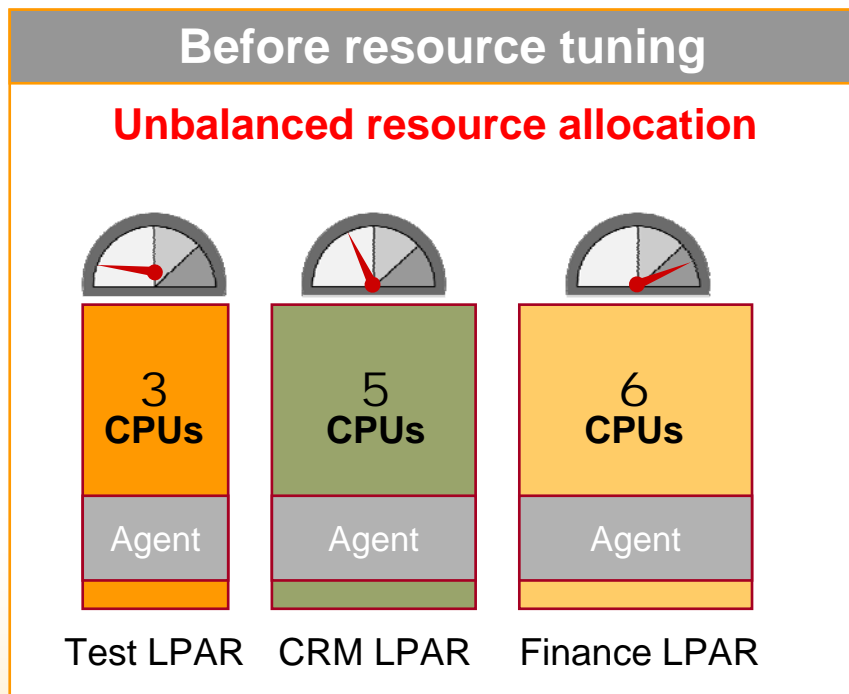 Before resource tuning
Unbalanced resource allocation
3
CPUs
5
CPUs
6
CPUs
Agent
Agent
Agent
Test LPAR
CRM LPAR
Finance LPAR